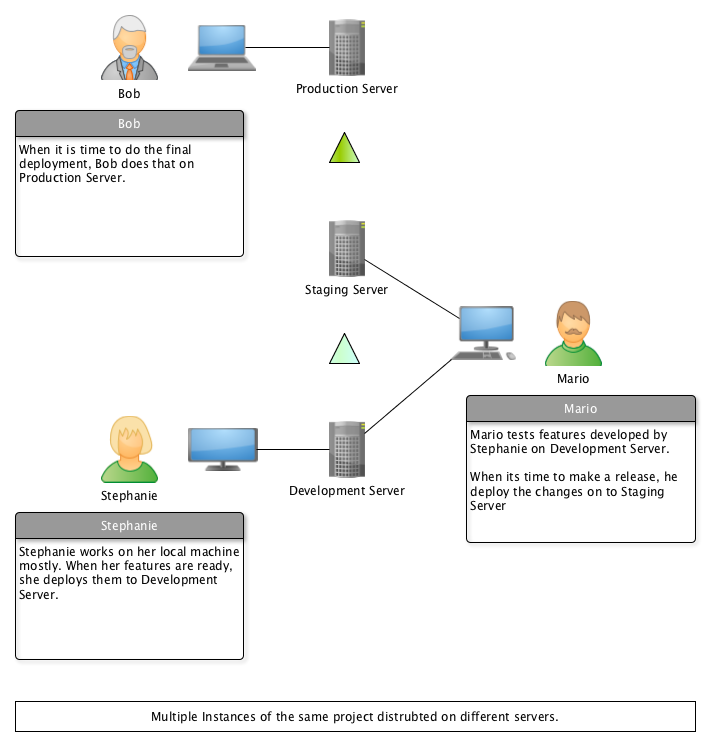 Bob
Production Server
Bob
When it is time to do the final
deployment, Bob does that on
Production Server.
Staging Server
Mario
Mario
Mario tests features developed by
Stephanie on Development Server.
When its time to make a release, he
deploy the changes on to Staging
Server
Stephanie
Development Server
Stephanie
Stephanie works on her local machine
mostly. When her features are ready,
she deploys them to Development
Server.
Multiple Instances of the same project distrubted on different servers.